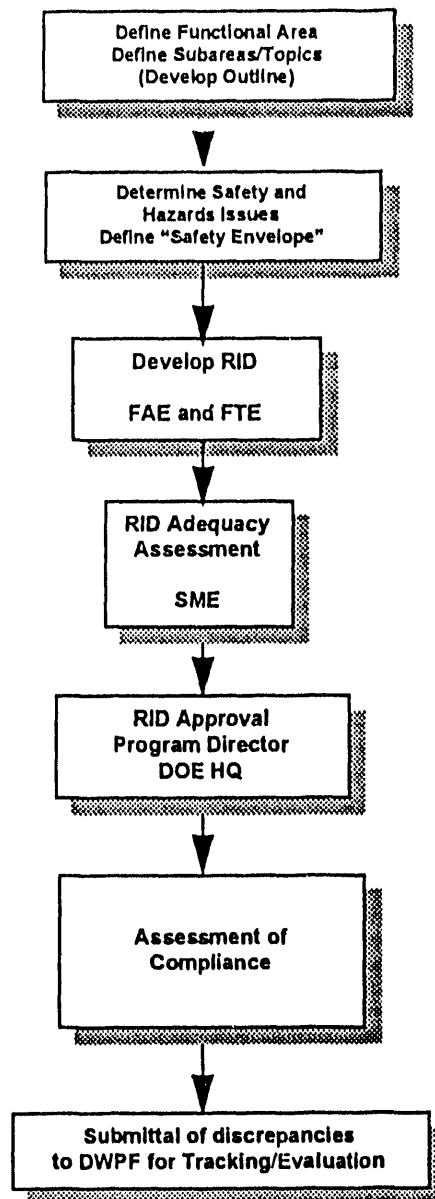 Define Functional Area
Define Subareas/Topics
(Develop Outline)
Determine Safety and
Hazards Issues
Define "Safety Envelope"
Develop RID
FAE and FTE
RID Adequacy
Assessment
SME
RID Approval
Program Director
DOE HQ
Assessment of
Compliance
Submittal of discrepancies
to DWPF for Tracking/Evaluation